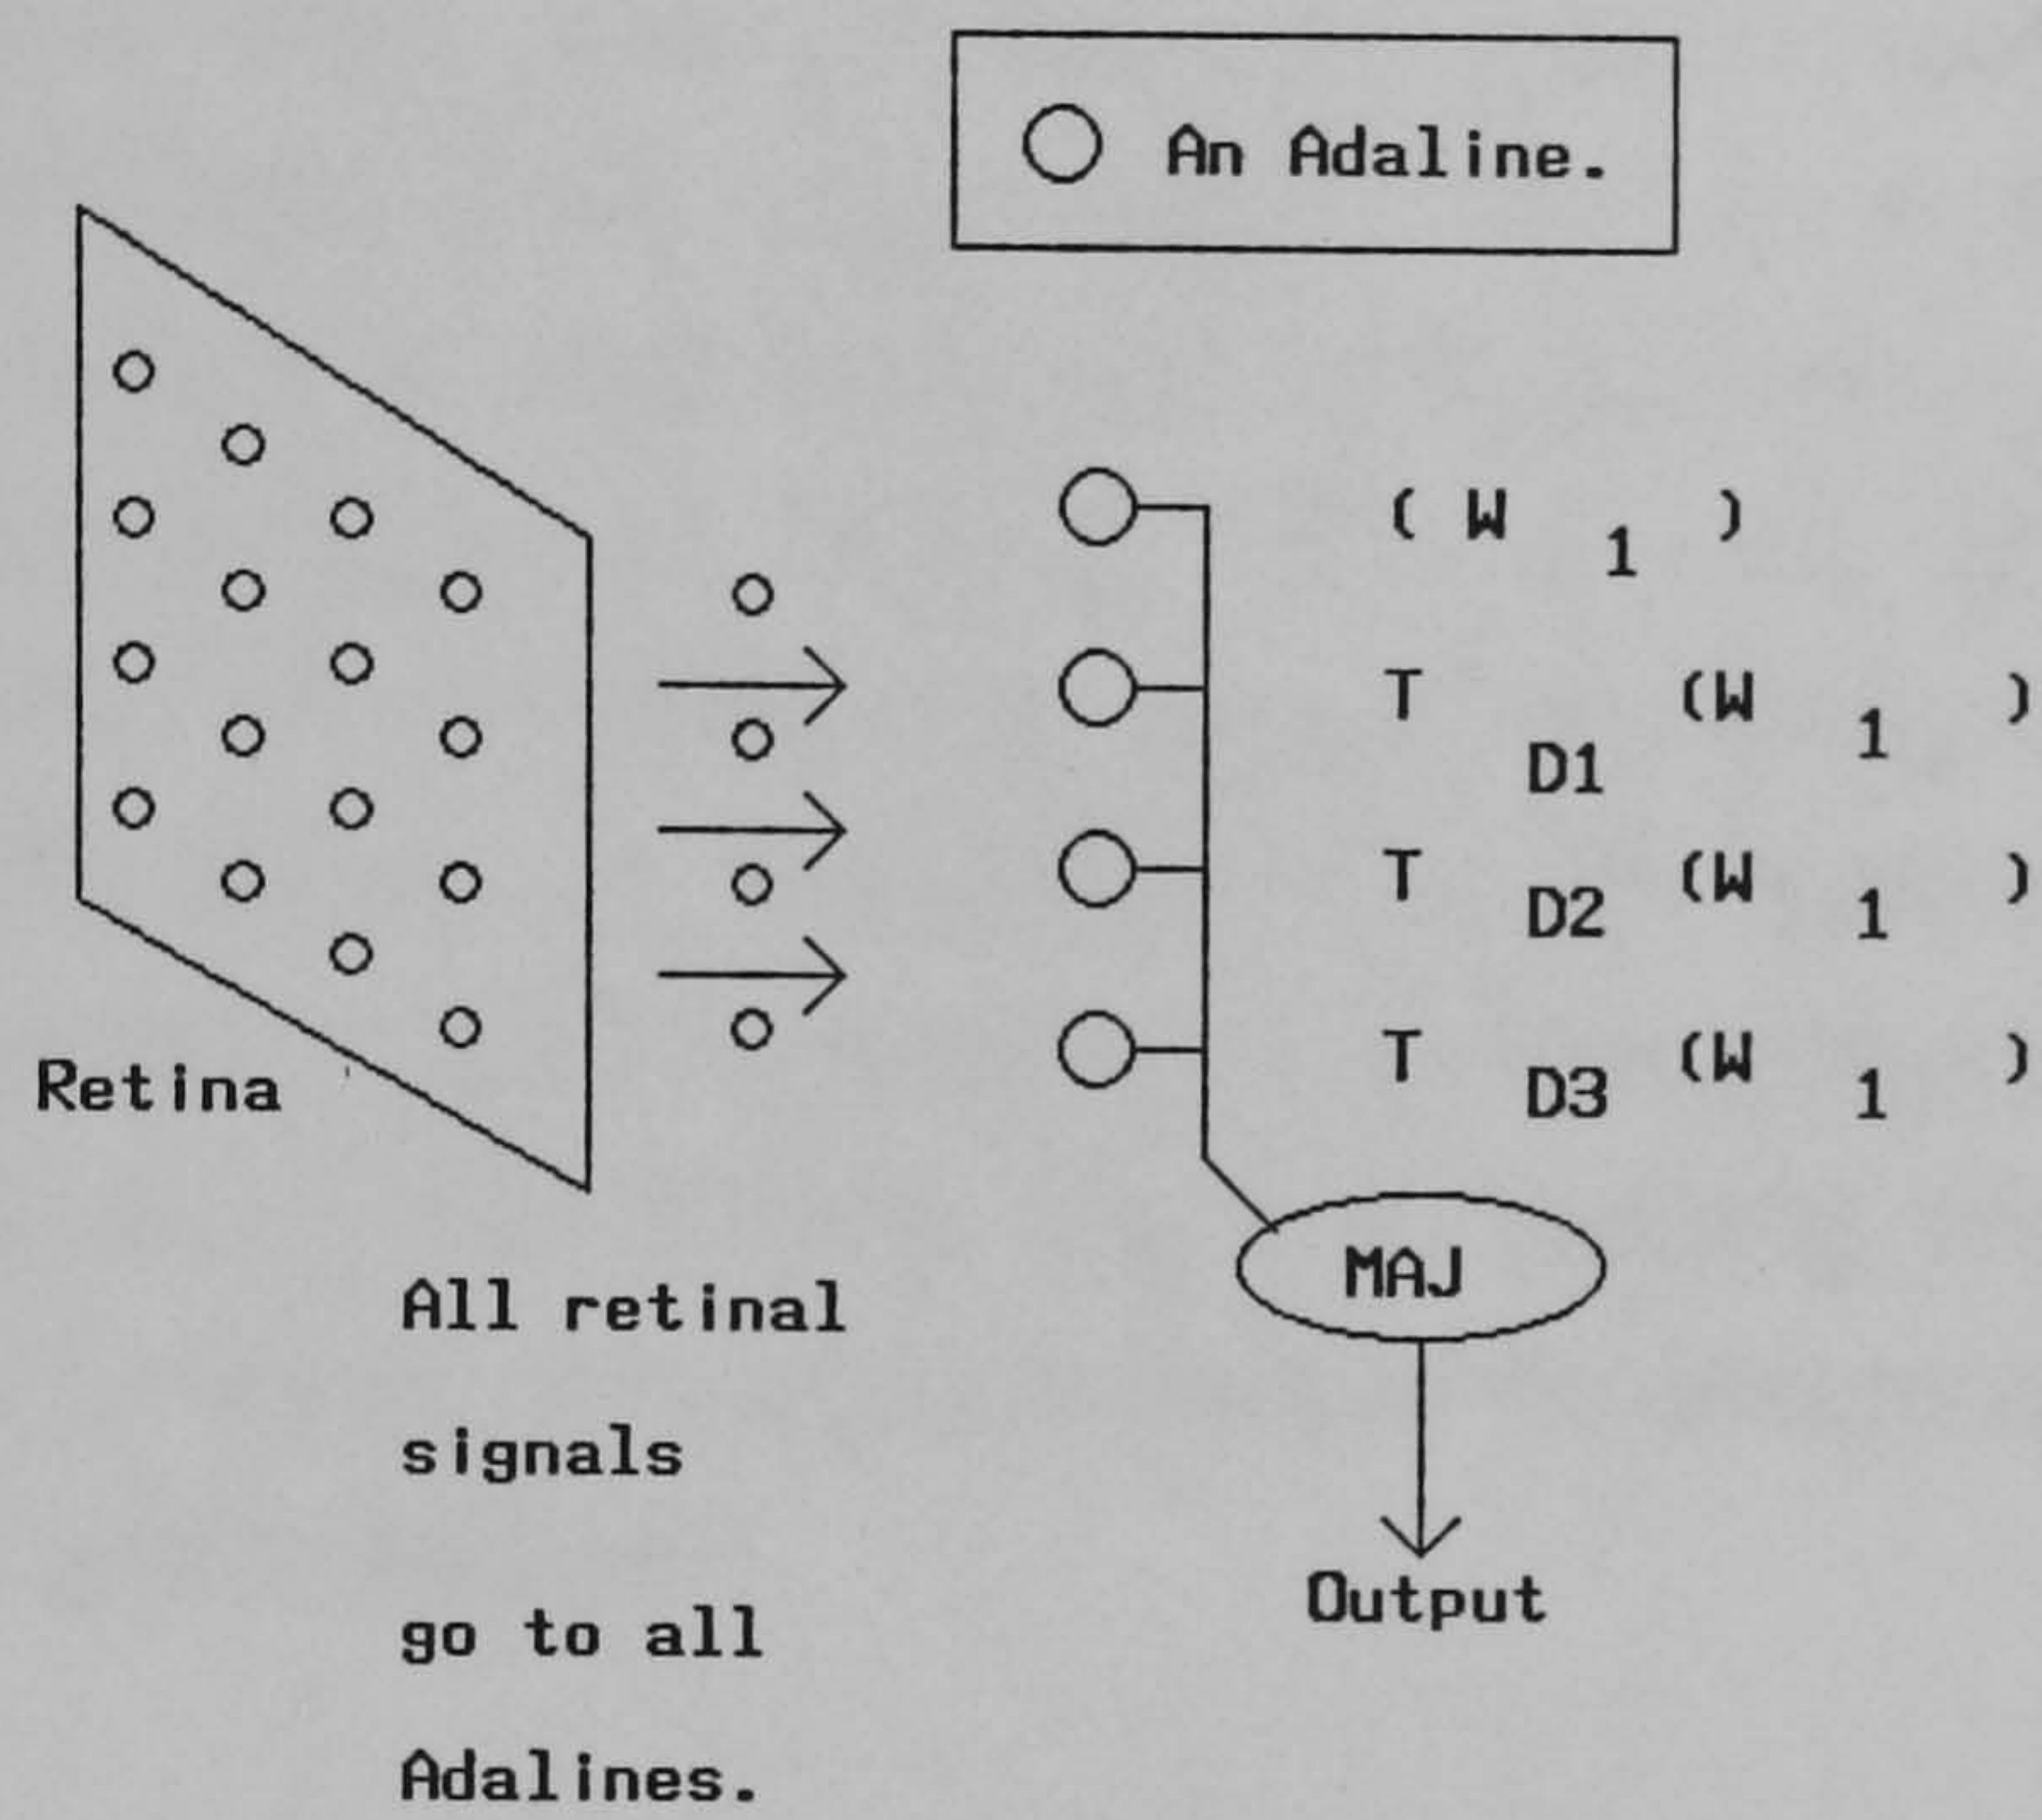 An Adaline.
( W 1 )
T D1 (W 1 )
T D2 (W 1 )
T D3 (W 1 )
Retina
MAJ
All retinal
signals
go to all
Adalines.
Output